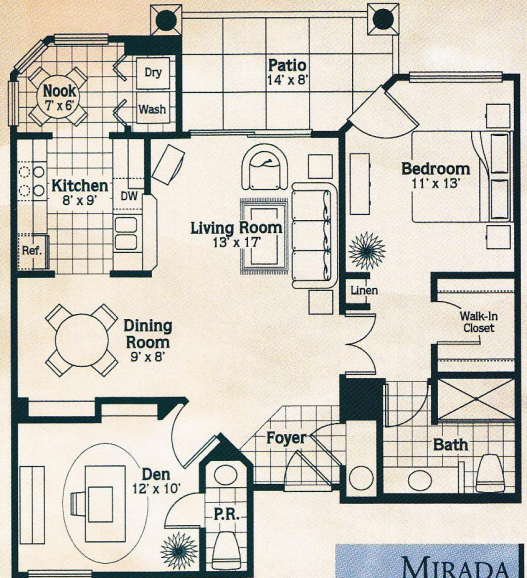 Patio
14' x 8'
Dry
Wash
Nook
7' x 6'
Kitchen
8' x 9'
DW
Ref.
Living Room
13' x 17'
Bedroom
11' x 13'
Linen
Walk-In
Closet
Dining
Room
9' x 8'
Foyer
Bath
Den
12' x 10'
P.R.
MIRADA